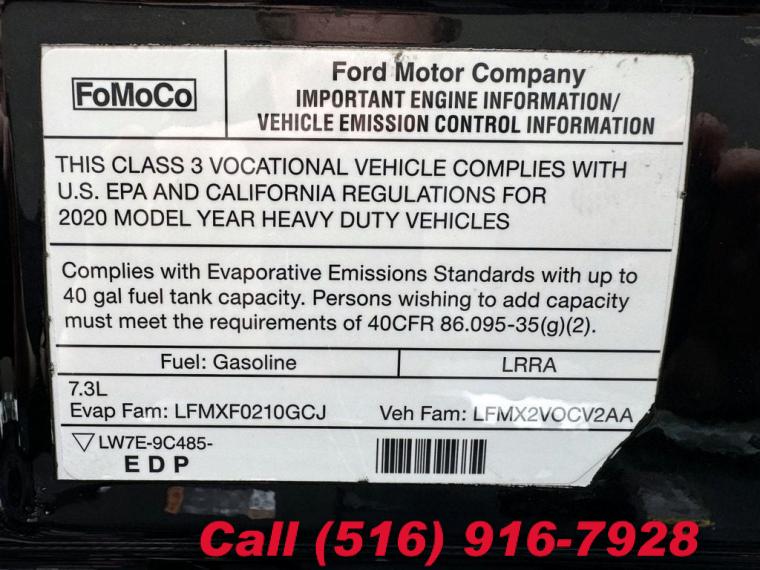 FoMoCo
Ford Motor Company
IMPORTANT ENGINE INFORMATION/
VEHICLE EMISSION CONTROL INFORMATION
THIS CLASS 3 VOCATIONAL VEHICLE COMPLIES WITH
U.S. EPA AND CALIFORNIA REGULATIONS FOR
2020 MODEL YEAR HEAVY DUTY VEHICLES
Complies with Evaporative Emissions Standards with up to
40 gal fuel tank capacity. Persons wishing to add capacity
must meet the requirements of 40CFR 86.095-35(g)(2).
Fuel: Gasoline LRRA
7.3L
Evap Fam: LFMXF0210GCJ Veh Fam: LFMX2VOCV2AA
LW7E-9C485-
EDP
Call (516) 916-7928